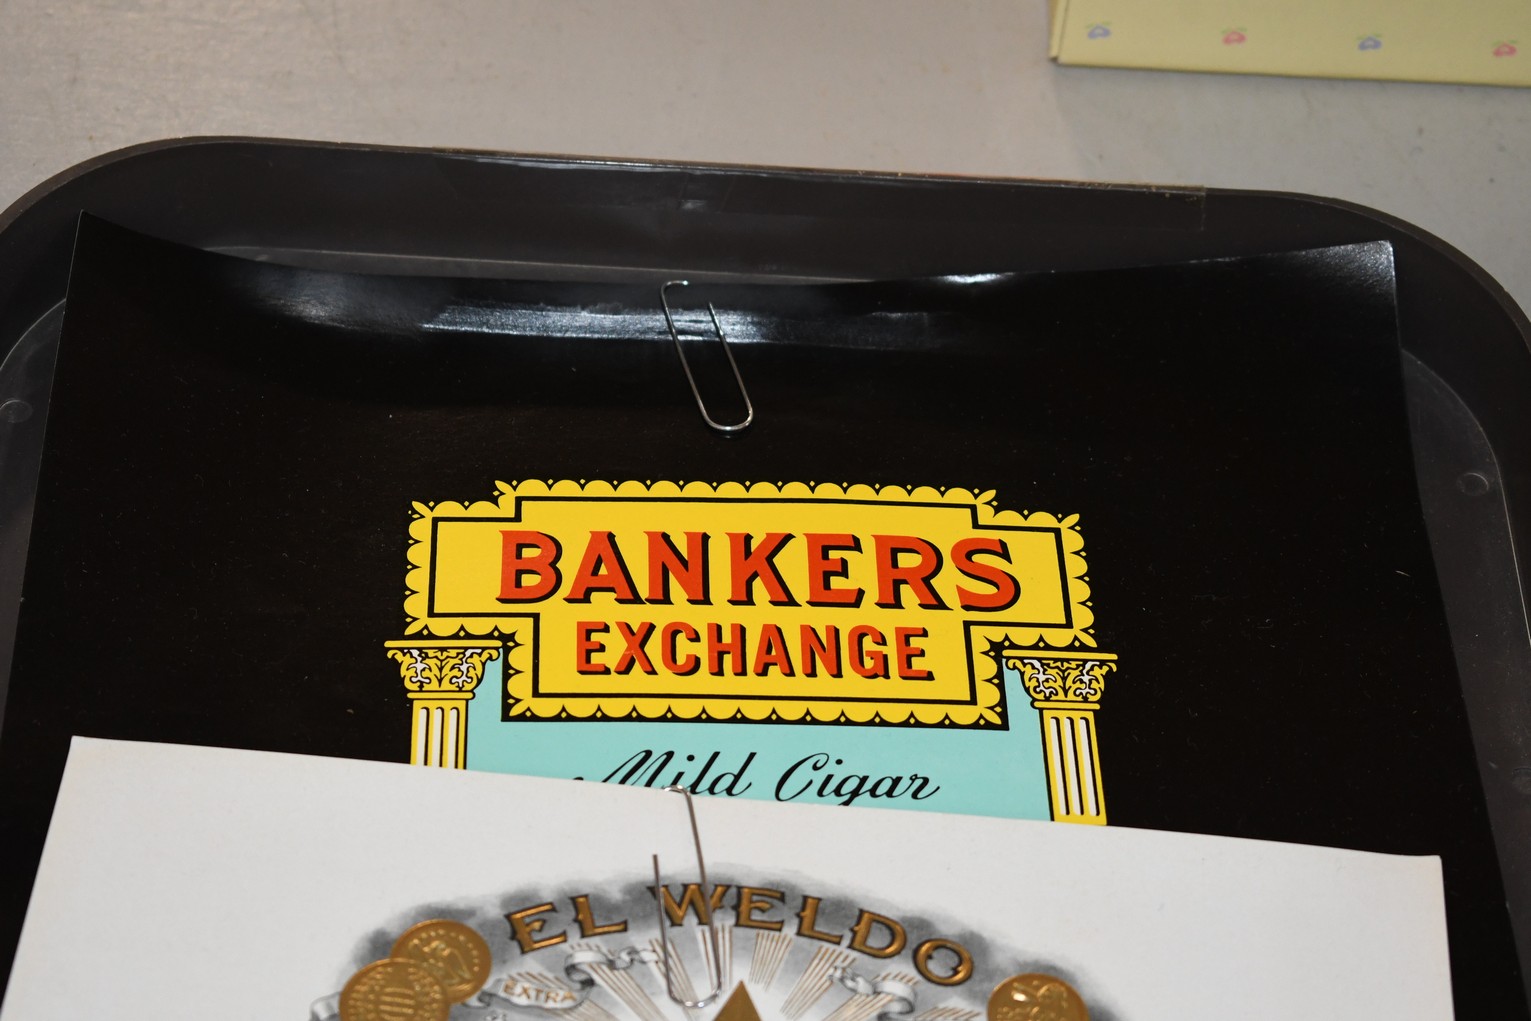 BANKERS
EXCHANGE
Mild Cigar
EL WELDO
EXTRA